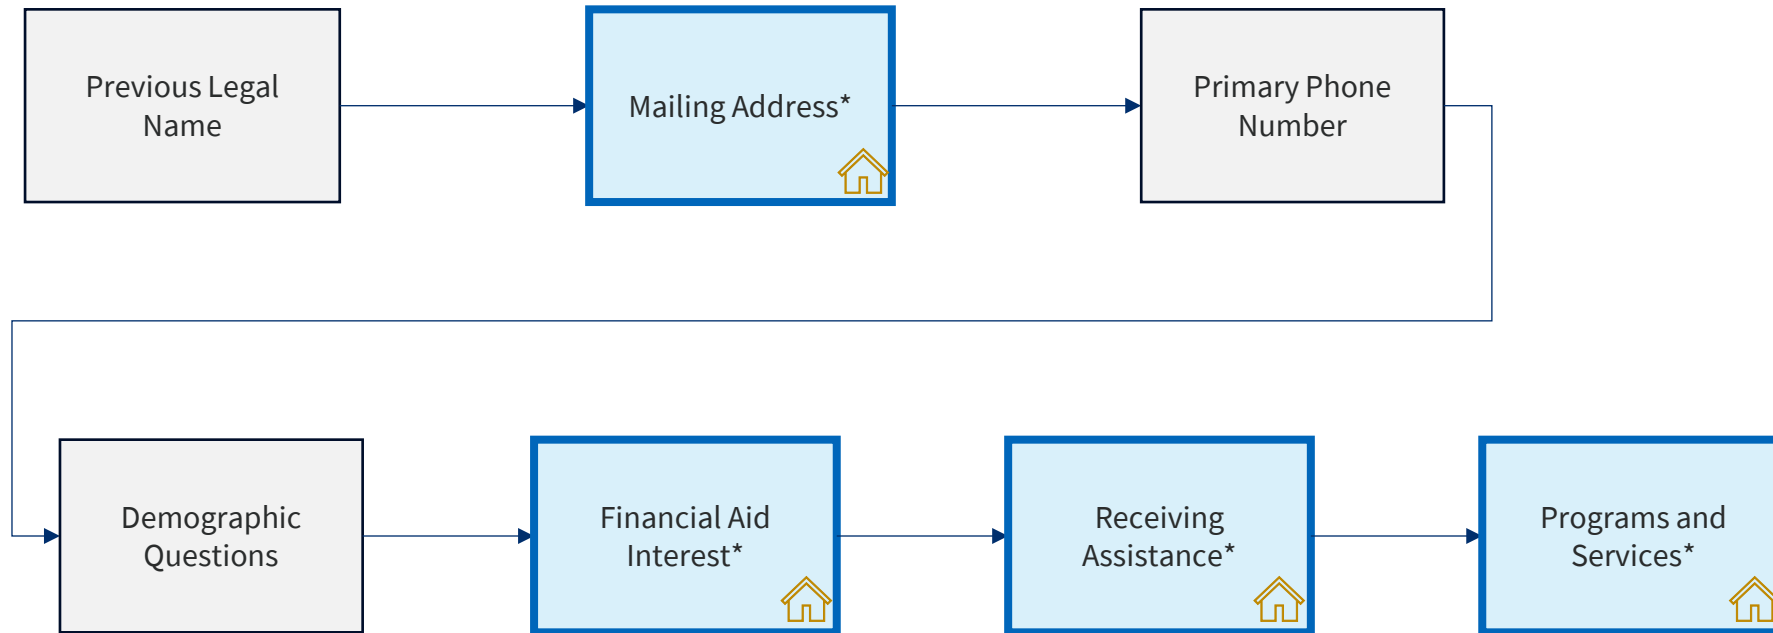 Previous Legal
Name
Mailing Address*
Primary Phone
Number
Demographic
Questions
Financial Aid
Interest*
Receiving
Assistance*
Programs and
Services*